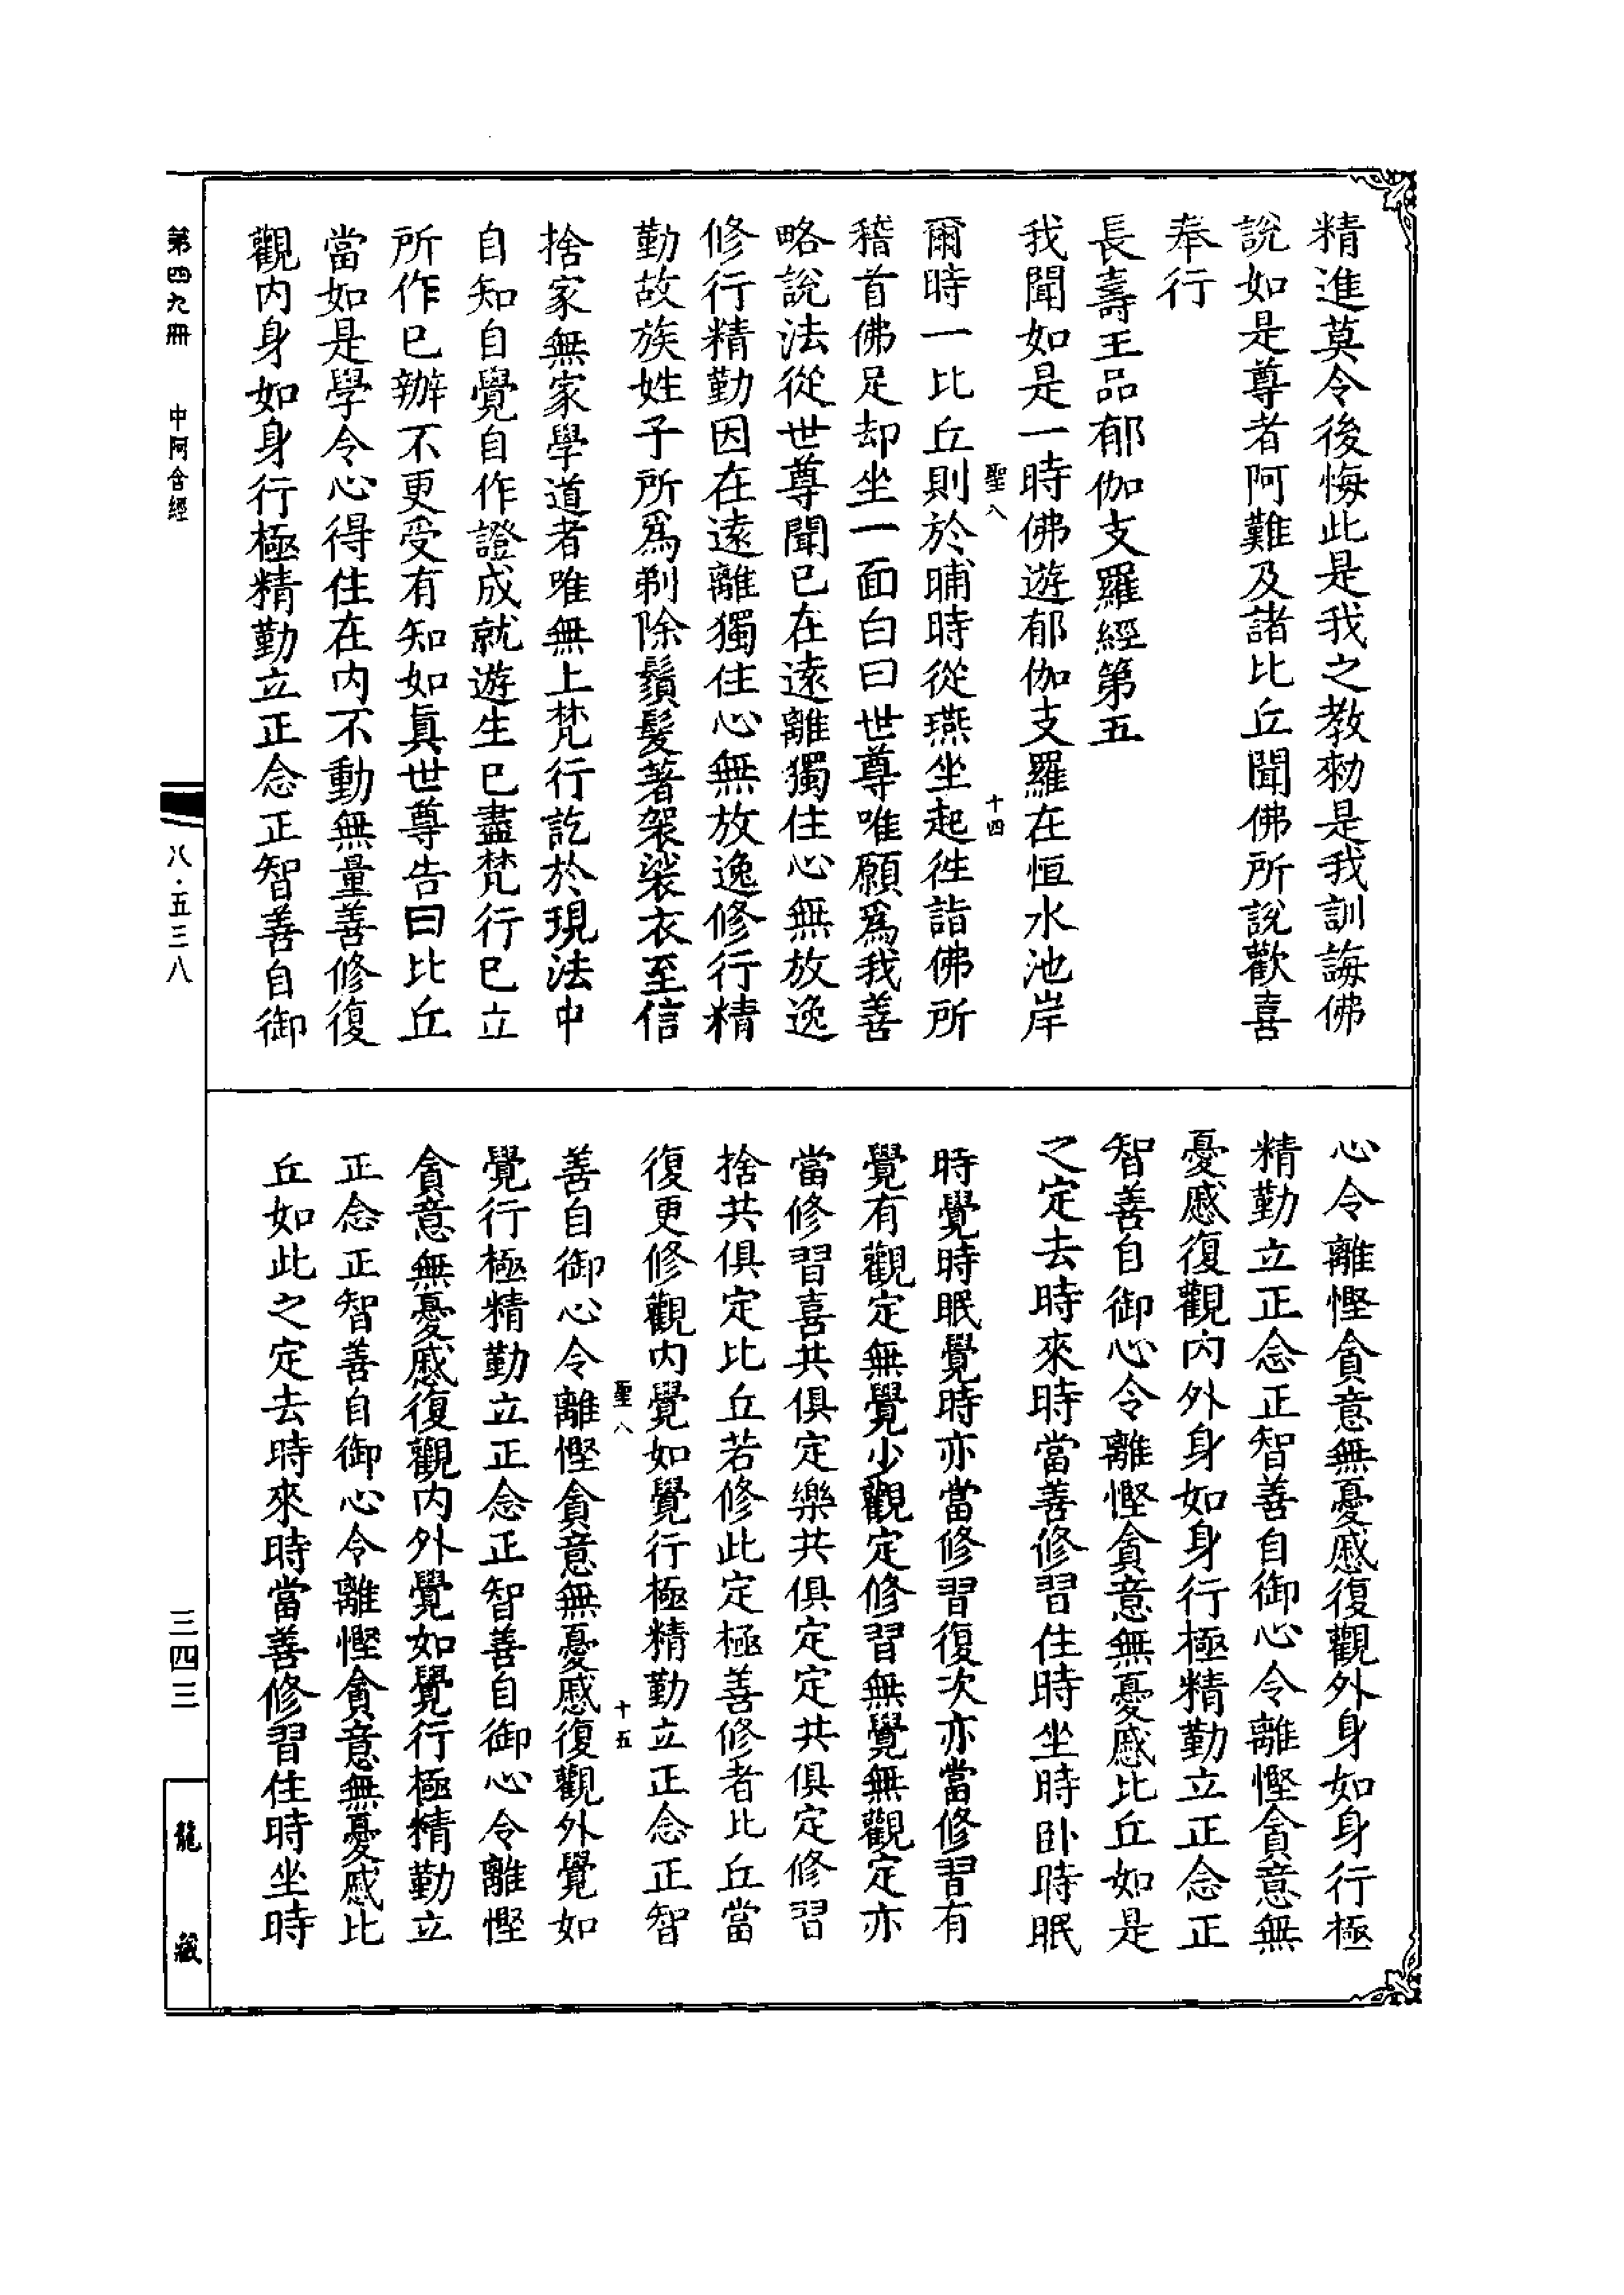 精進莫令後悔此是我之教勑是我訓誨佛
說如是尊者阿難及諸比丘聞佛所說歡喜
奉行
長壽王品郁伽支羅經第五
我聞如是一時佛遊郁伽支羅在恒水池岸
聖八
十四
爾時一比丘則於晡時從燕坐起徃詣佛所
稽首佛足却坐一面白曰世尊唯願爲我善
略說法從世尊聞已在遠離獨住心無放逸
修行精勤因在遠離獨住心無放逸修行精
勤故族姓子所爲剃除鬚髮著袈裟衣至信
捨家無家學道者唯無上梵行訖於現法中
自知自覺自作證成就遊生已盡梵行已立
所作已辦不更受有知如眞世尊告曰比丘
當如是學令心得住在內不動無量善修復
觀內身如身行極精勤立正念正智善自御
心令離慳貪意無憂慼復觀外身如身行極
精勤立正念正智善自御心令離慳貪意無
憂慼復觀內外身如身行極精勤立正念正
智善自御心令離慳貪意無憂慼比丘如是
之定去時來時當善修習住時坐時卧時眠
時覺時眠覺時亦當修習復次亦當修習有
覺有觀定無覺少觀定修習無覺無觀定亦
當修習喜共俱定樂共俱定定共俱定修習
捨共俱定比丘若修此定極善修者比丘當
復更修觀內覺如覺行極精勤立正念正智
聖八
十五
善自御心令離慳貪意無憂慼復觀外覺如
覺行極精勤立正念正智善自御心令離慳
貪意無憂慼復觀內外覺如覺行極精勤立
正念正智善自御心令離慳貪意無憂慼比
丘如此之定去時來時當善修習住時坐時
第四九冊　中阿含經
八·五三八
三四三
龍藏